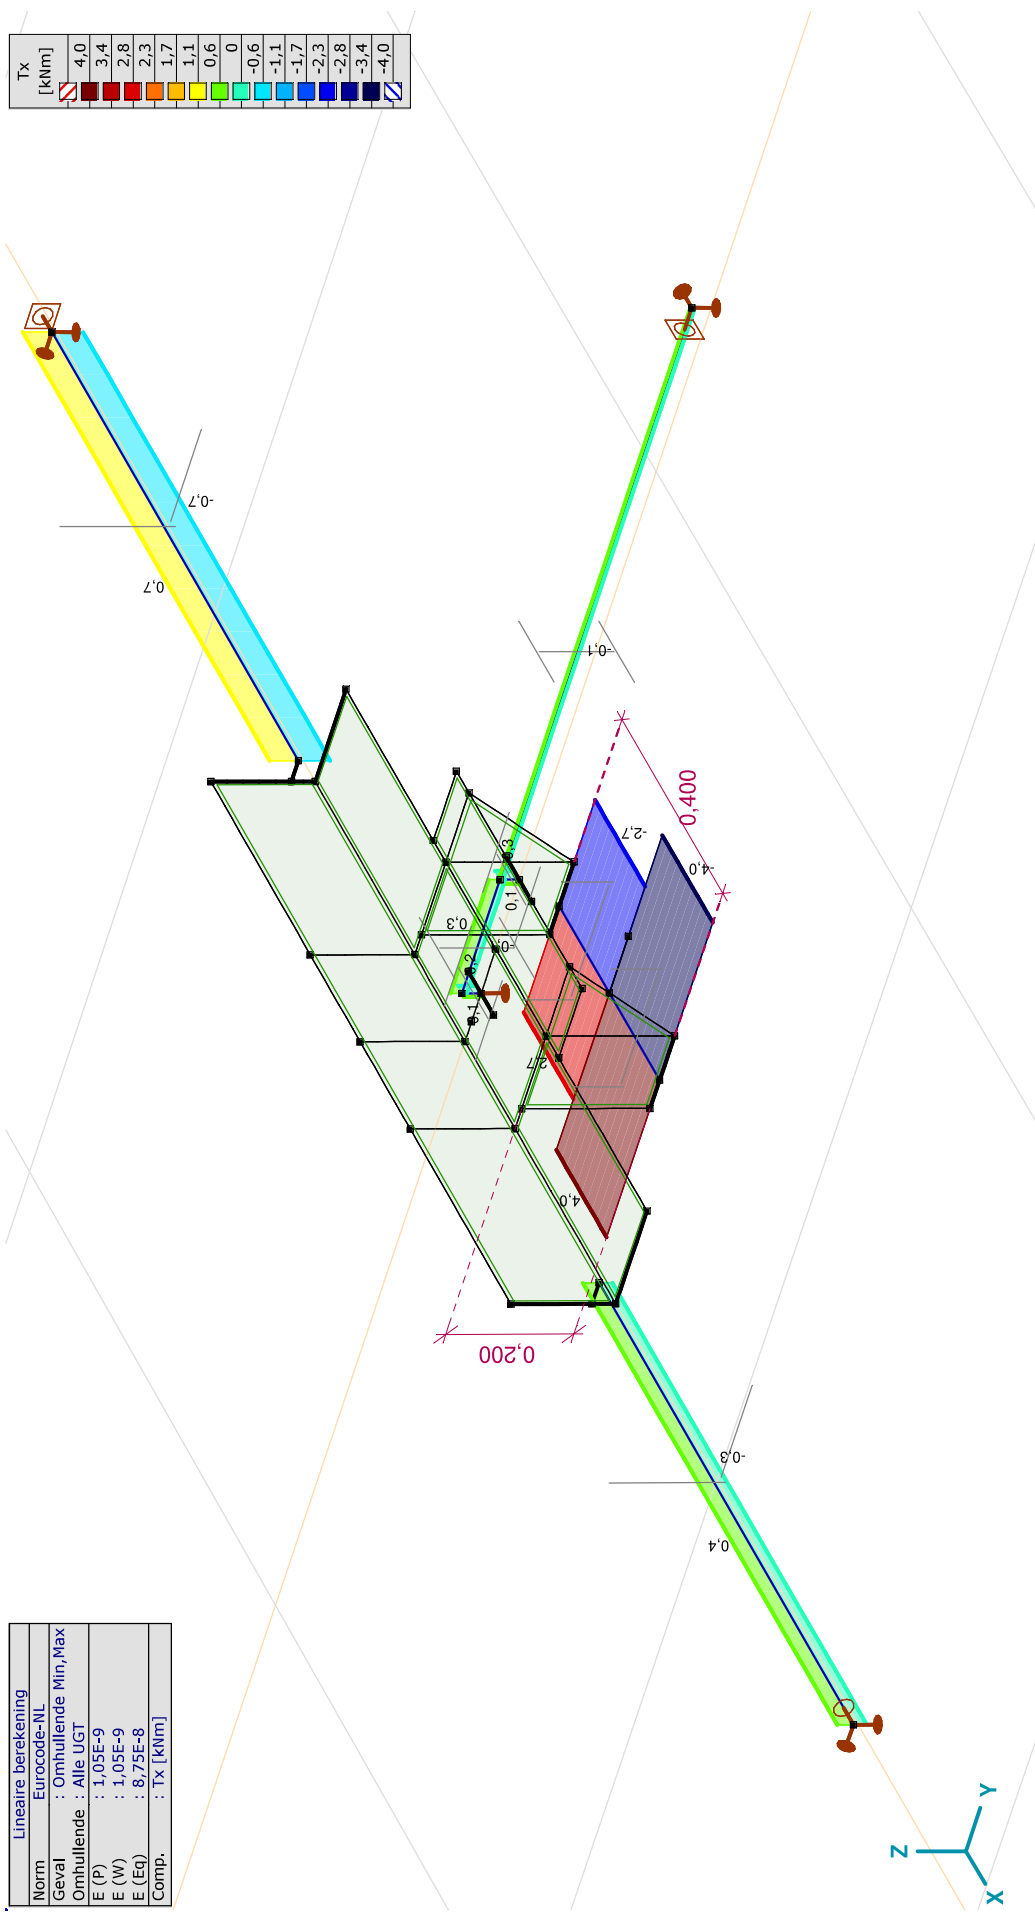 Lineaire berekening
Norm Eurocode-NL
Geval : Omhullende Min,Max
Omhullende : Alle UGT
E (P) : 1,05E-9
E (W) : 1,05E-9
E (Eq) : 8,75E-8
Comp. : Tx [kNm]
Tx
[kNm]
4,0
3,4
2,8
2,3
1,7
1,1
0,6
0
-0,6
-1,1
-1,7
-2,3
-2,8
-3,4
-4,0
-0,7
0,7
-0,1
0,400
-2,7
-4,0
0,3
0,1
0,3
2,7
4,0
0,200
-0,3
0,4
Z
Y
X